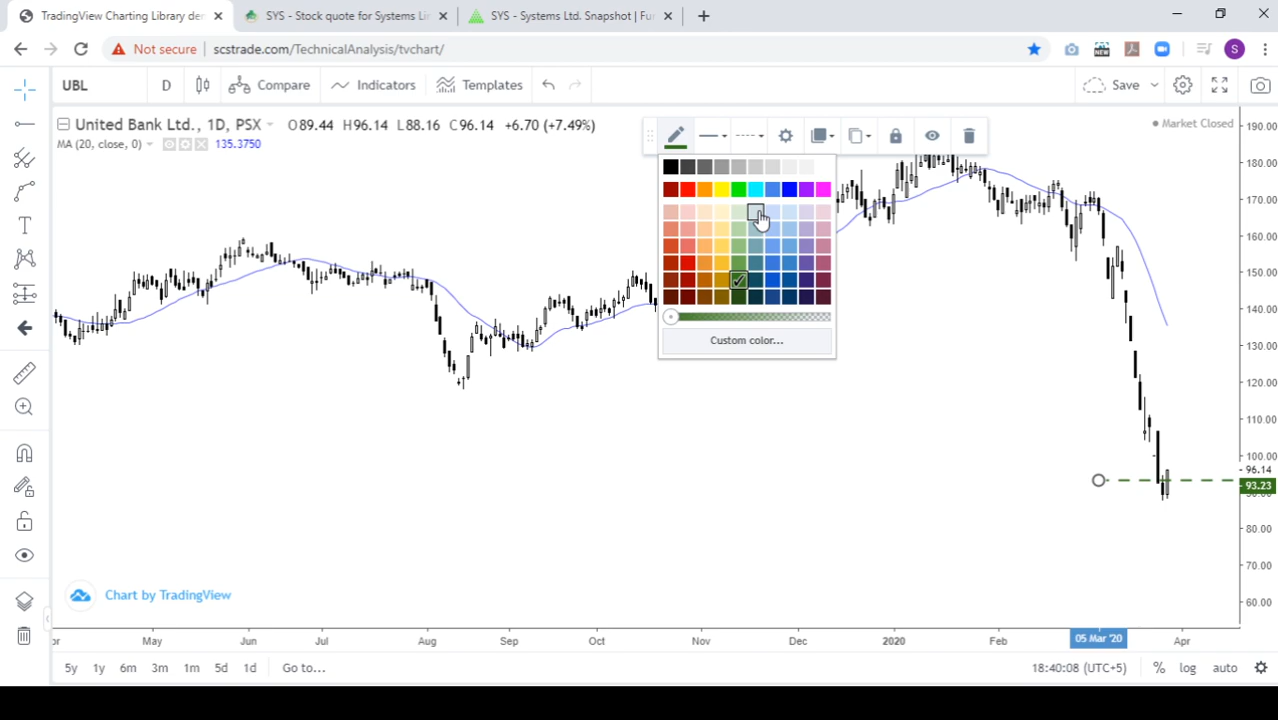 TradingView Charting Library der
SYS - Stock quote for Systems Li
SYS - Systems Ltd. Snapshot | Fur
Not secure
scstrade.com/TechnicalAnalysis/tvchart/
NEW
S
UBL
D
Compare
Indicators
Templates
Save
United Bank Ltd., 1D, PSX
O89.44 H96.14 L88.16 C96.14 +6.70 (+7.49%)
Market Closed
MA (20, close, 0)
135.3750
190.00
180.00
170.00
160.00
150.00
140.00
130.00
120.00
110.00
100.00
96.14
93.23
80.00
70.00
60.00
Custom color...
Chart by TradingView
May
Jun
Jul
Aug
Sep
Oct
Nov
Dec
2020
Feb
05 Mar '20
Apr
5y
1y
6m
3m
1m
5d
1d
Go to...
18:40:08 (UTC+5)
%
log
auto